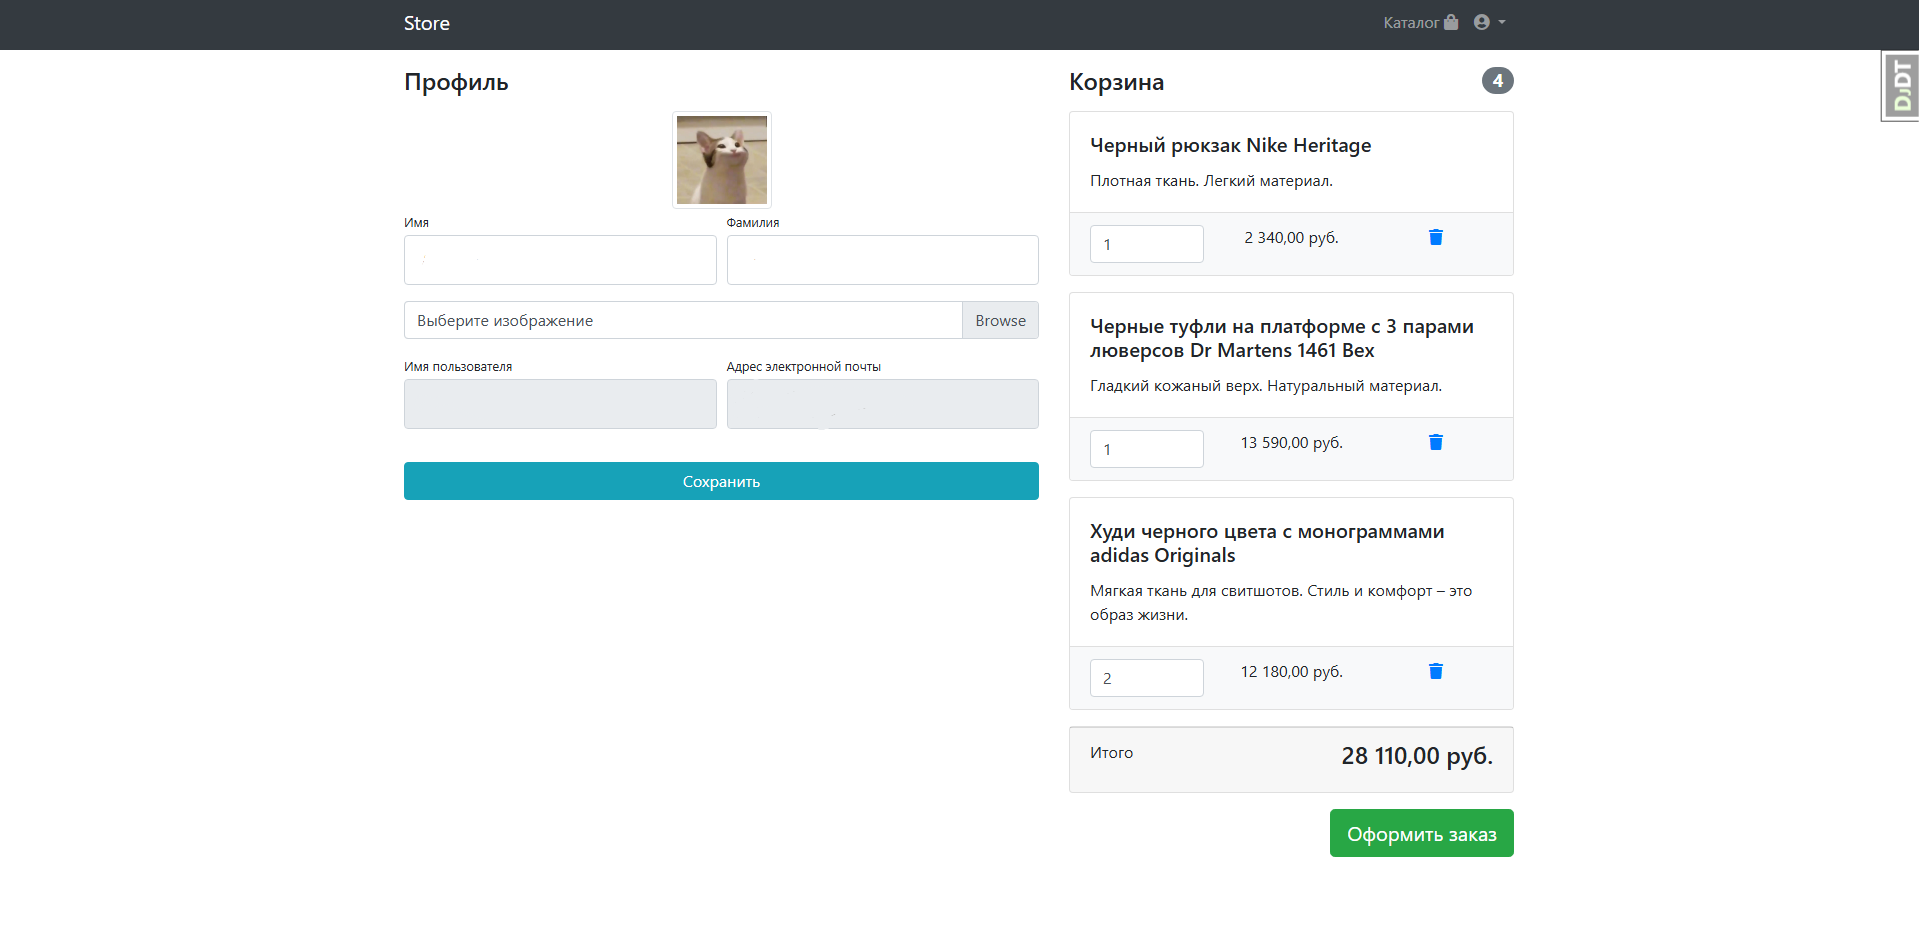 Store
Каталог
DJDT
Профиль
Имя
Фамилия
Выберите изображение
Browse
Имя пользователя
Адрес электронной почты
Сохранить
Корзина
4
Черный рюкзак Nike Heritage
Плотная ткань. Легкий материал.
1
2 340,00 руб.
Черные туфли на платформе с 3 парами
люверсов Dr Martens 1461 Bex
Гладкий кожаный верх. Натуральный материал.
1
13 590,00 руб.
Худи черного цвета с монограммами
adidas Originals
Мягкая ткань для свитшотов. Стиль и комфорт – это
образ жизни.
2
12 180,00 руб.
Итого
28 110,00 руб.
Оформить заказ